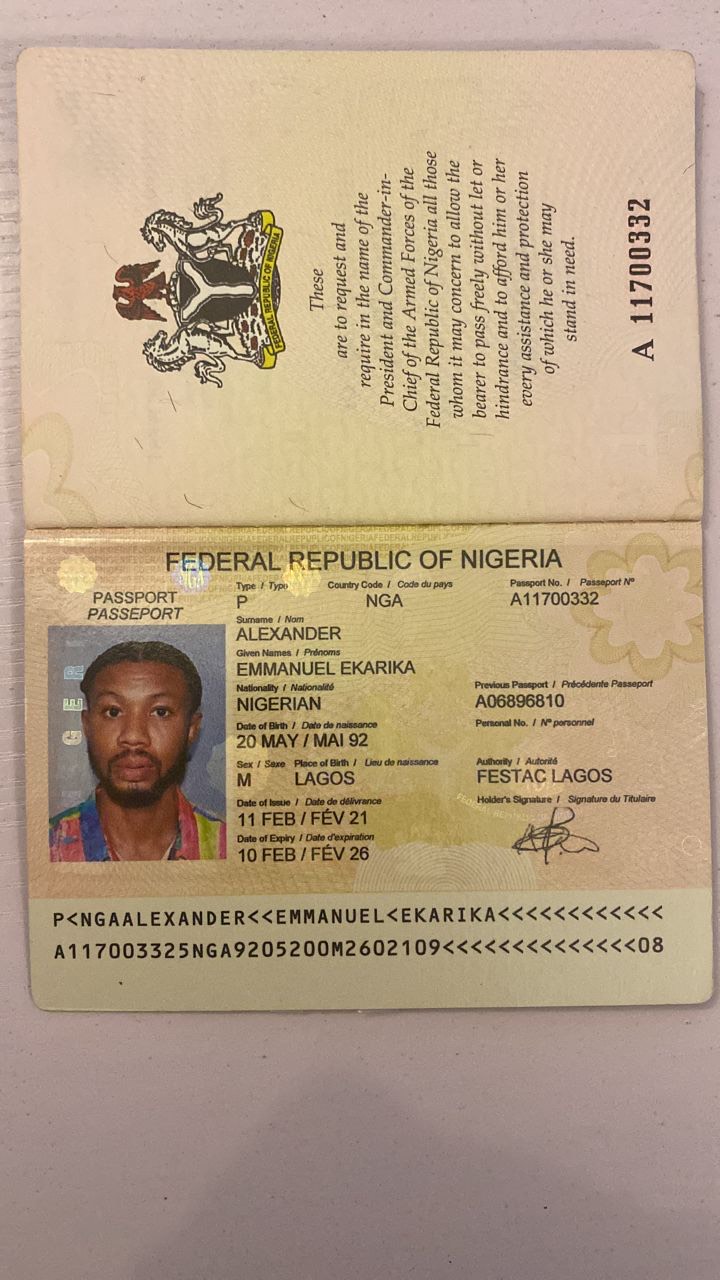 FEDERAL REPUBLIC OF NIGERIA
These
are to request and
require in the name of the
President and Commander-in-
Chief of the Armed Forces of the
Federal Republic of Nigeria all those
whom it may concern to allow the
bearer to pass freely without let or
hindrance and to afford him or her
every assistance and protection
of which he or she may
stand in need.
A 11700332
FEDERAL REPUBLIC OF NIGERIA
PASSPORT
PASSEPORT
Type / Type Country Code / Code du pays Passport No. / Passeport Nº
P NGA A11700332
Surname / Nom
ALEXANDER
Given Names / Prénoms
EMMANUEL EKARIKA
Nationality / Nationalité Previous Passport / Précédente Passeport
NIGERIAN A06896810
Date of Birth / Date de naissance Personal No. / Nº personnel
20 MAY / MAI 92
Sex / Sexe Place of Birth / Lieu de naissance Authority / Autorité
M LAGOS FESTAC LAGOS
Date of Issue / Date de délivrance Holder's Signature / Signature du Titulaire
11 FEB / FÉV 21
Date of Expiry / Date d'expiration
10 FEB / FÉV 26
P<NGAALEXANDER<<EMMANUEL<EKARIKA<<<<<<<<<<<<
A117003325NGA9205200M2602109<<<<<<<<<<<<<<08